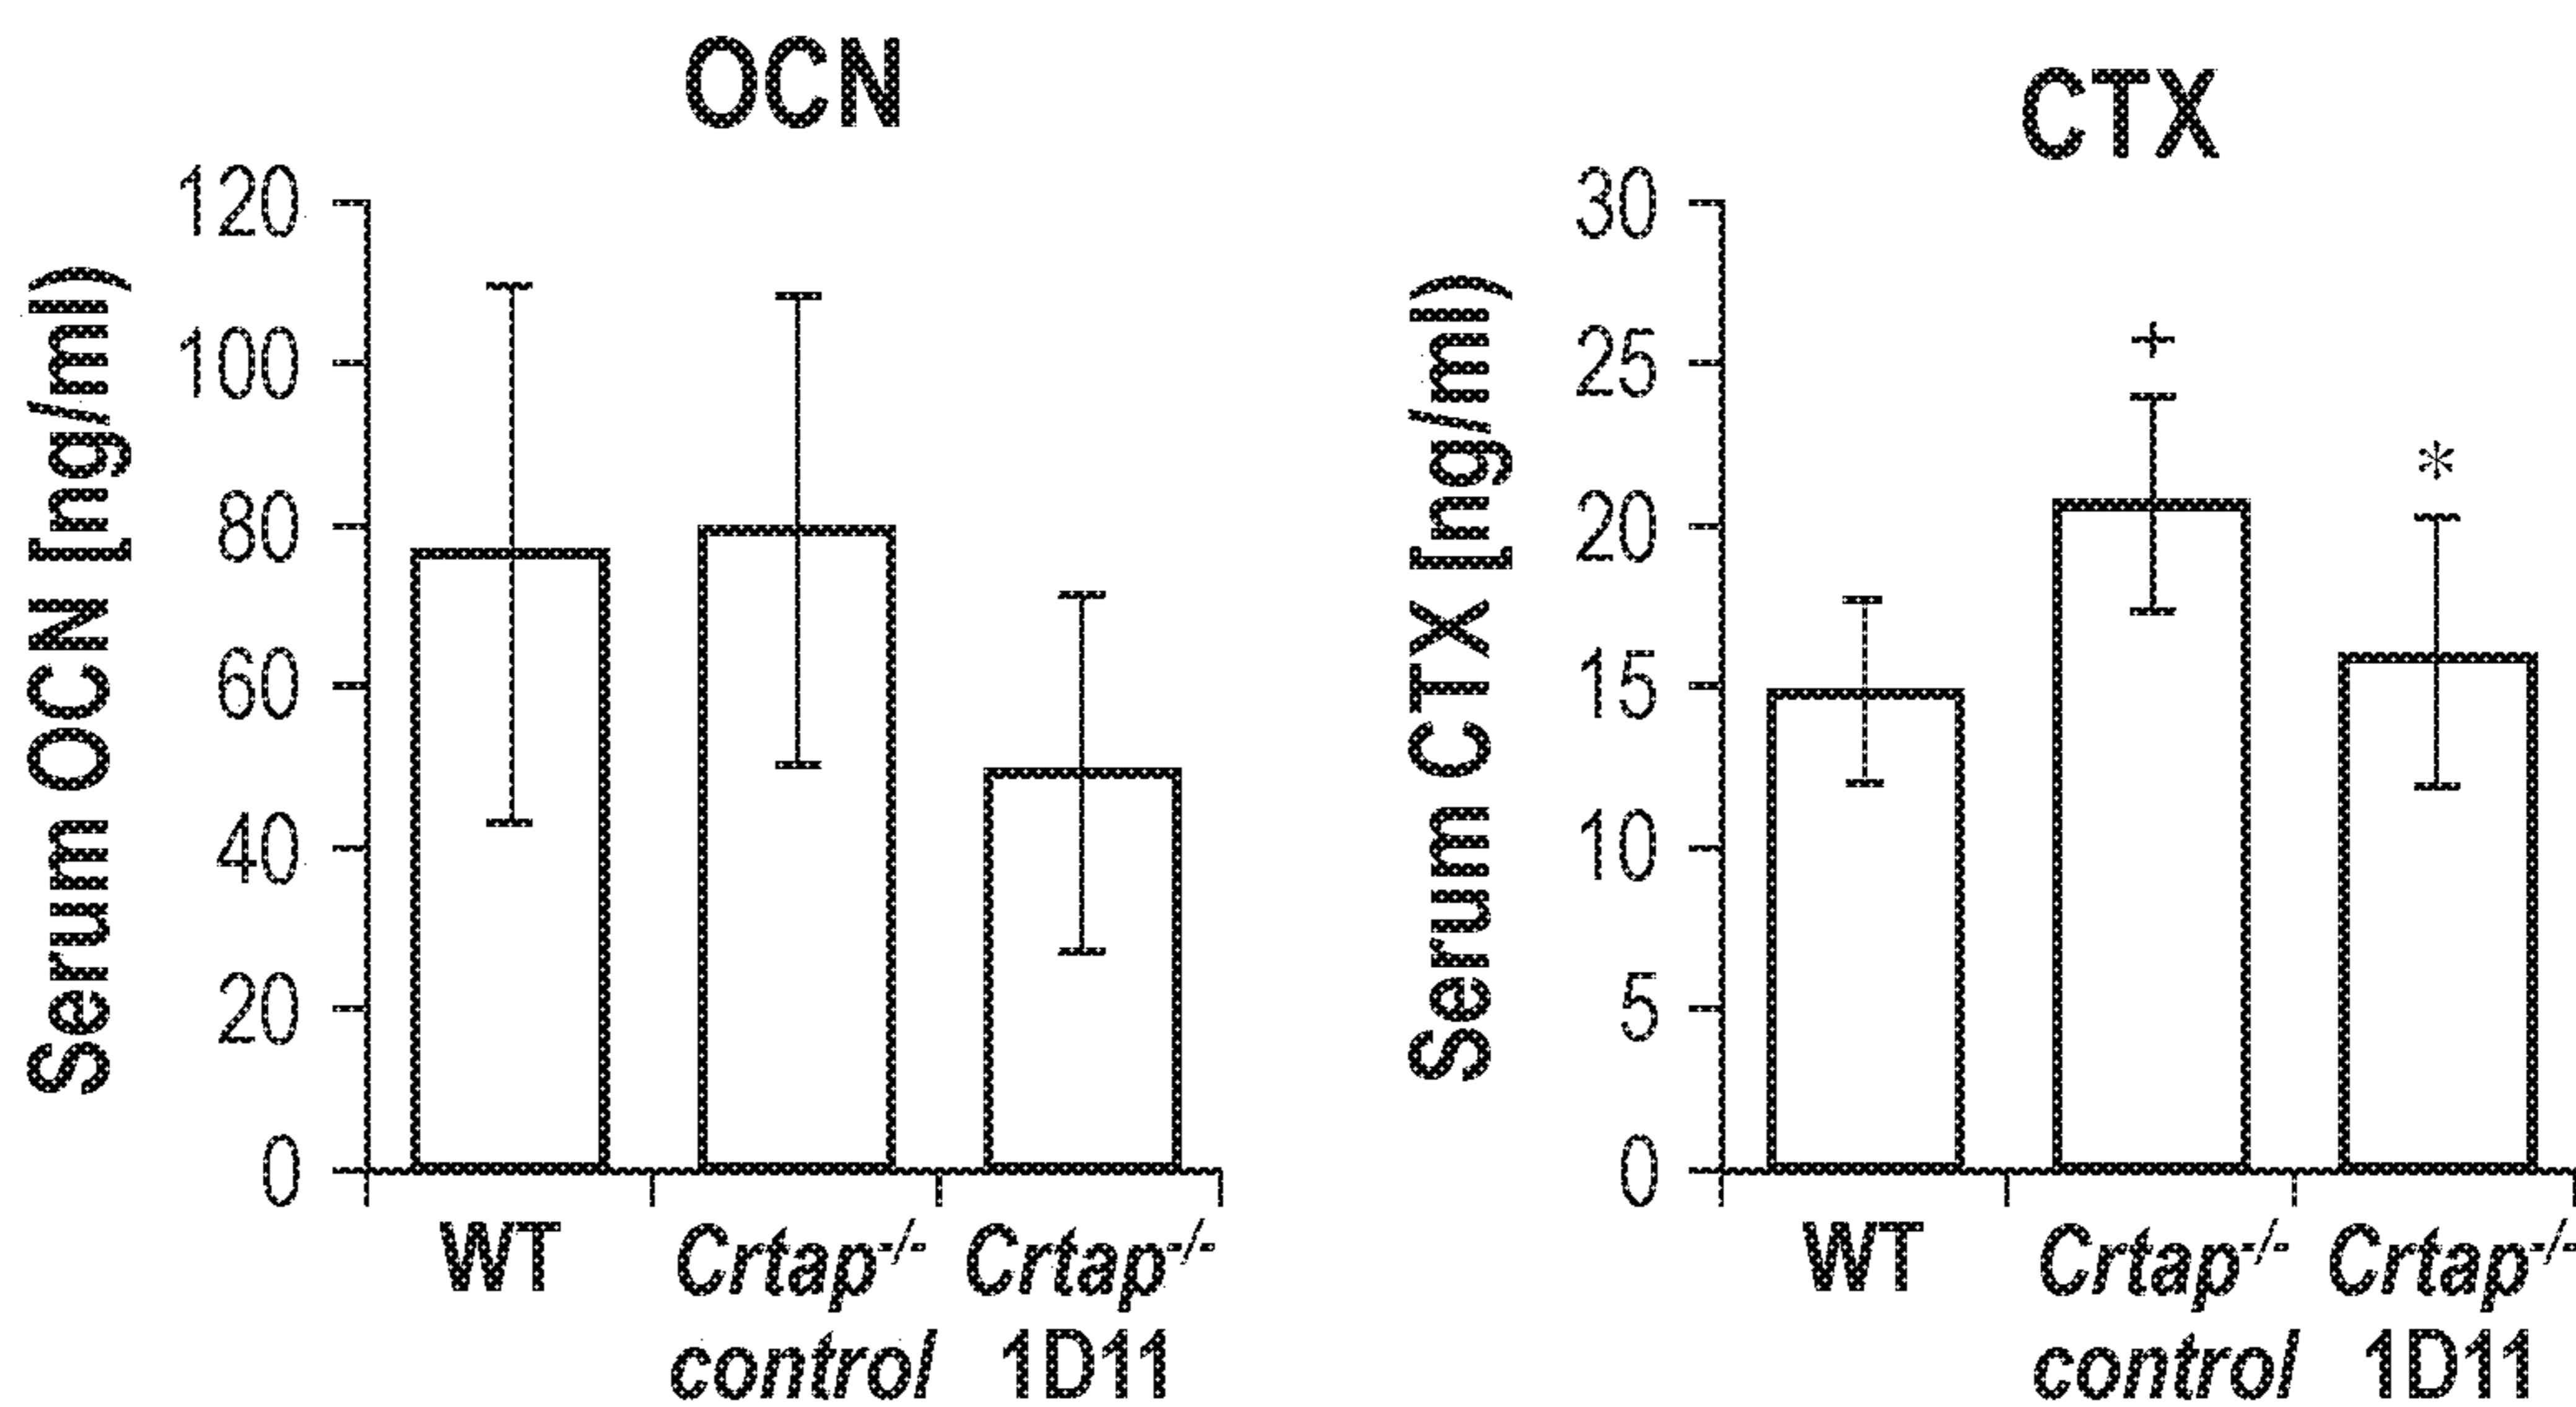 OCN
Serum OCN [ng/ml)
120
100
80
60
40
20
0
WT
Crtap-/-
control
Crtap-/-
1D11
CTX
Serum CTX [ng/ml)
30
25
20
15
10
5
0
+
*
WT
Crtap-/-
control
Crtap-/-
1D11